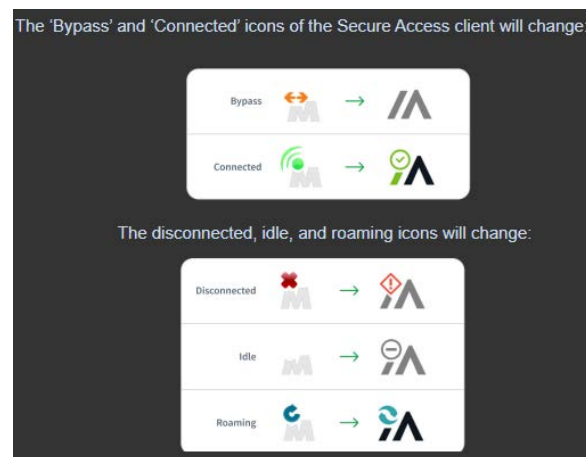 The 'Bypass' and 'Connected' icons of the Secure Access client will change:
Bypass
Connected
The disconnected, idle, and roaming icons will change:
Disconnected
Idle
Roaming